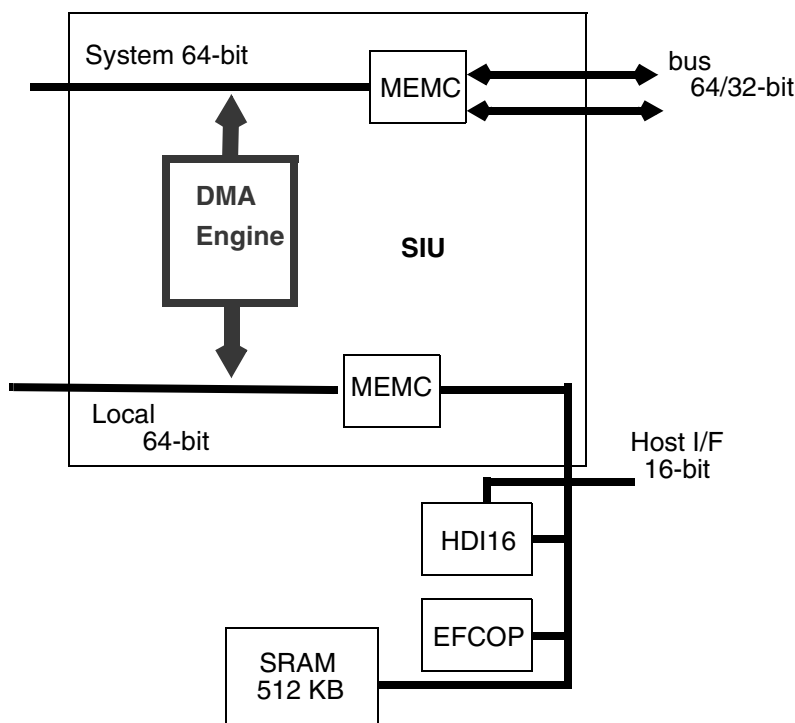 System 64-bit
MEMC
bus
64/32-bit
DMA
Engine
SIU
MEMC
Local
64-bit
Host I/F
16-bit
HDI16
EFCOP
SRAM
512 KB